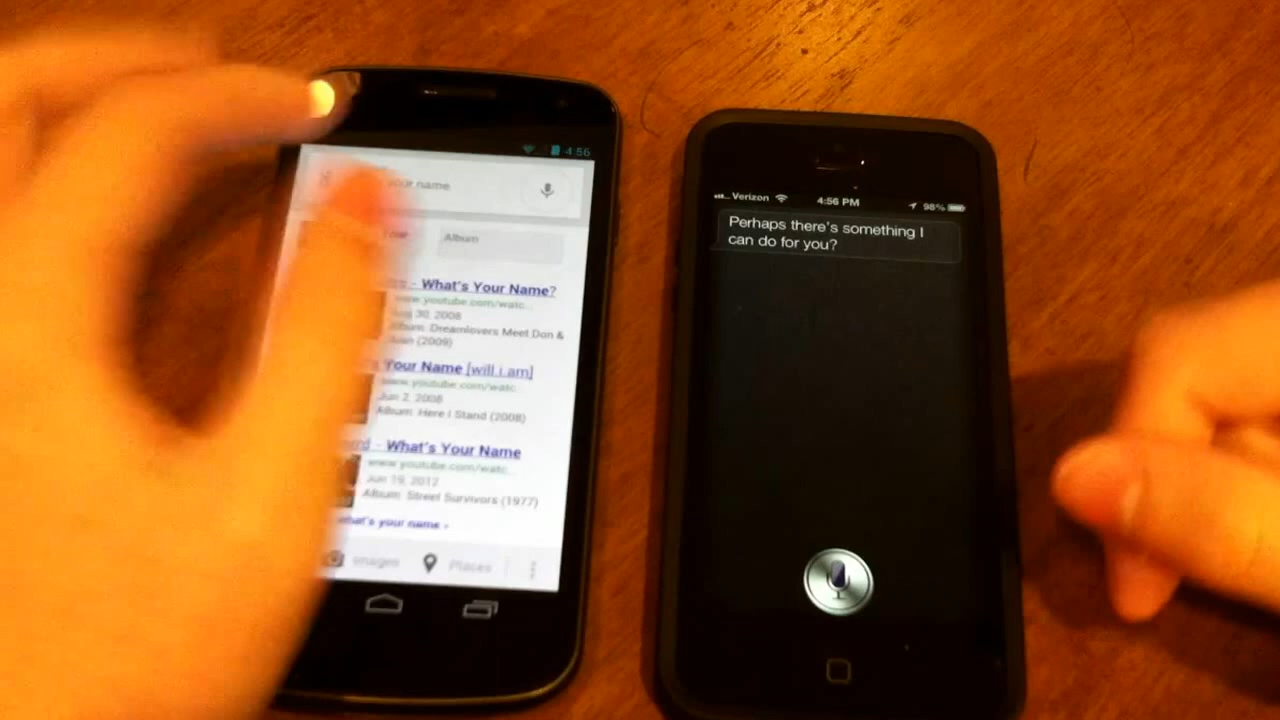 4:56
your name
Album
- What's Your Name?
www.youtube.com/watc...
Aug 30, 2008
Album: Dreamlovers Meet Don &
Juan (2009)
Your Name [will.i.am]
www.youtube.com/watc...
Jun 2, 2008
Album: Here I Stand (2008)
- What's Your Name
www.youtube.com/watc...
Jun 19, 2012
Album: Street Survivors (1977)
what's your name »
Images
Places
Verizon
4:56 PM
98%
Perhaps there's something I
can do for you?